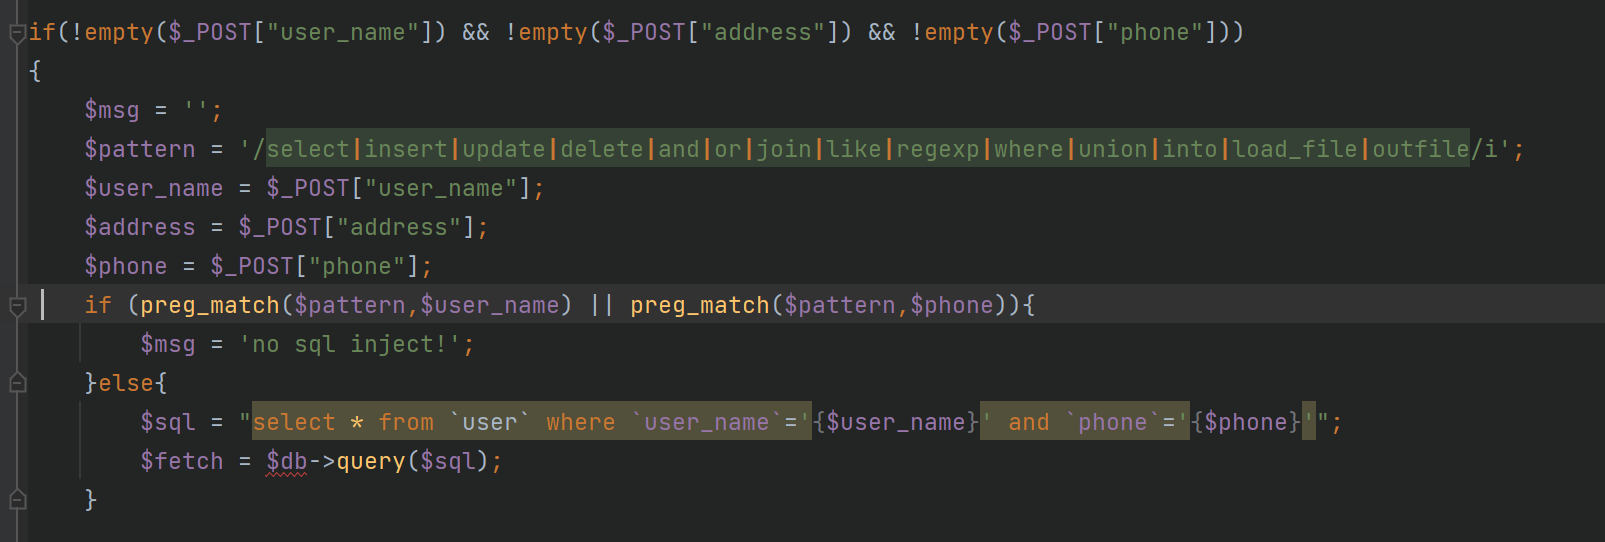 if(!empty($_POST["user_name"]) && !empty($_POST["address"]) && !empty($_POST["phone"]))
{
    $msg = '';
    $pattern = '/select|insert|update|delete|and|or|join|like|regexp|where|union|into|load_file|outfile/i';
    $user_name = $_POST["user_name"];
    $address = $_POST["address"];
    $phone = $_POST["phone"];
    if (preg_match($pattern,$user_name) || preg_match($pattern,$phone)){
        $msg = 'no sql inject!';
    }else{
        $sql = "select * from `user` where `user_name`='{$user_name}' and `phone`='{$phone}'";
        $fetch = $db->query($sql);
    }